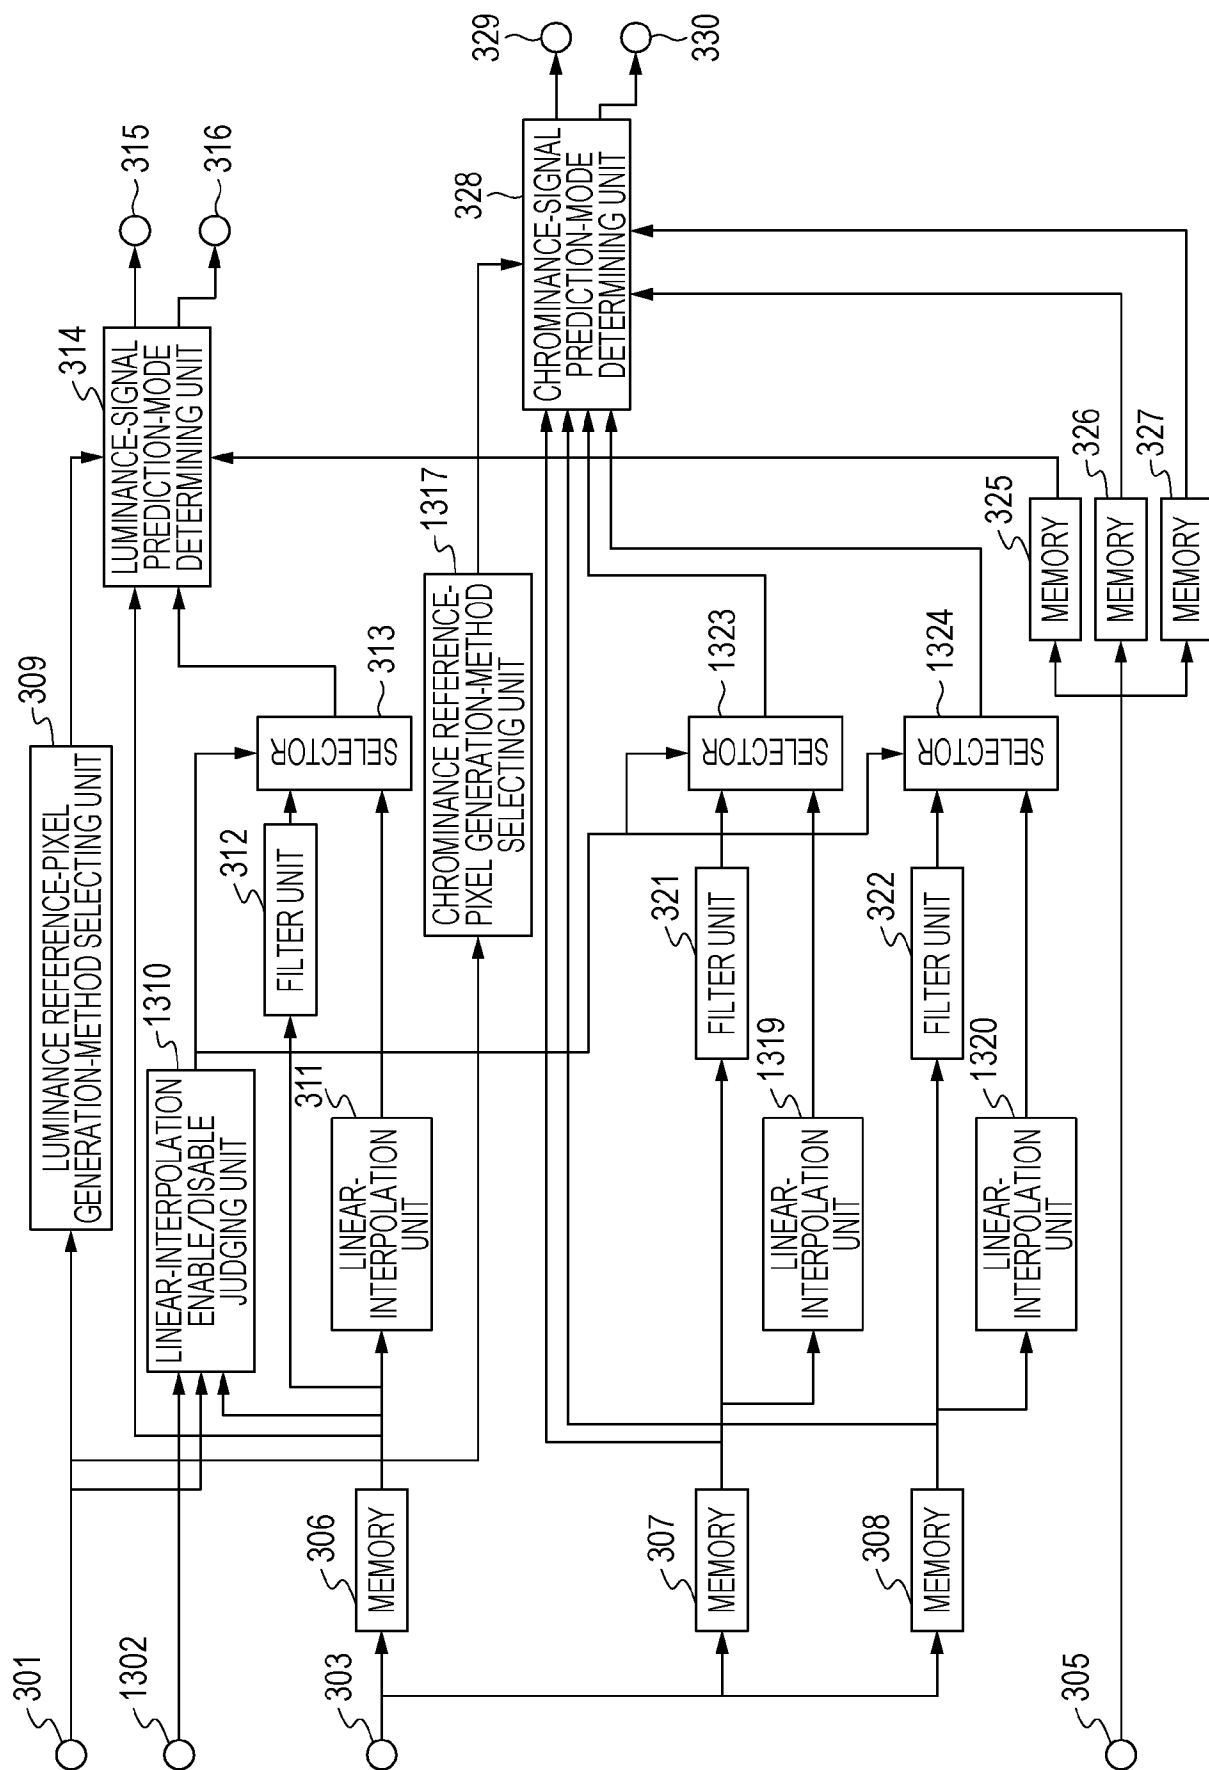 301
1302
303
305
306
MEMORY
307
MEMORY
308
MEMORY
309
LUMINANCE REFERENCE-PIXEL
GENERATION-METHOD SELECTING UNIT
1310
LINEAR-INTERPOLATION
ENABLE/DISABLE
JUDGING UNIT
311
LINEAR-
INTERPOLATION
UNIT
312
FILTER UNIT
313
SELECTOR
314
LUMINANCE-SIGNAL
PREDICTION-MODE
DETERMINING UNIT
315
316
1317
CHROMINANCE REFERENCE-
PIXEL GENERATION-METHOD
SELECTING UNIT
1319
LINEAR-
INTERPOLATION
UNIT
1320
LINEAR-
INTERPOLATION
UNIT
321
FILTER UNIT
322
FILTER UNIT
1323
SELECTOR
1324
SELECTOR
325
MEMORY
326
MEMORY
327
MEMORY
328
CHROMINANCE-SIGNAL
PREDICTION-MODE
DETERMINING UNIT
329
330